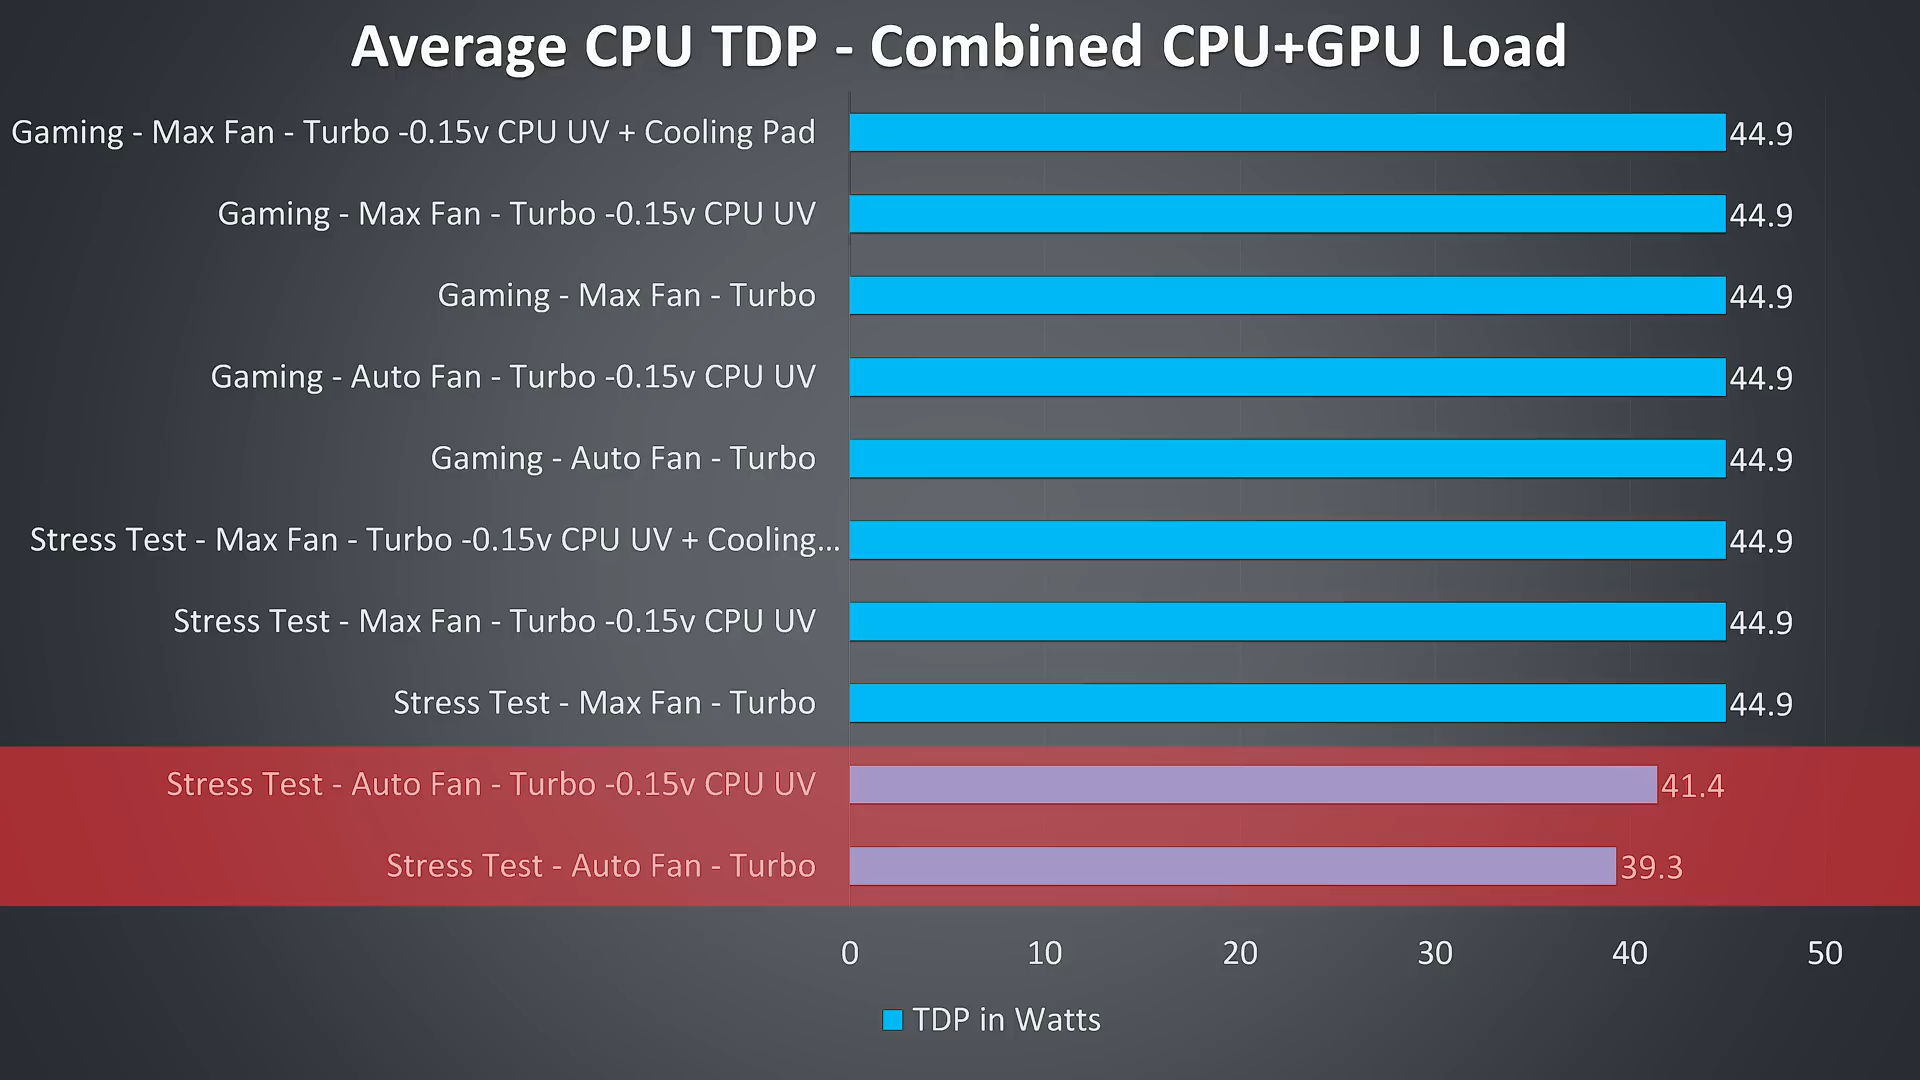 Average CPU TDP - Combined CPU+GPU Load
Gaming - Max Fan - Turbo -0.15v CPU UV + Cooling Pad 44.9
Gaming - Max Fan - Turbo -0.15v CPU UV 44.9
Gaming - Max Fan - Turbo 44.9
Gaming - Auto Fan - Turbo -0.15v CPU UV 44.9
Gaming - Auto Fan - Turbo 44.9
Stress Test - Max Fan - Turbo -0.15v CPU UV + Cooling... 44.9
Stress Test - Max Fan - Turbo -0.15v CPU UV 44.9
Stress Test - Max Fan - Turbo 44.9
Stress Test - Auto Fan - Turbo -0.15v CPU UV 41.4
Stress Test - Auto Fan - Turbo 39.3
0 10 20 30 40 50
TDP in Watts